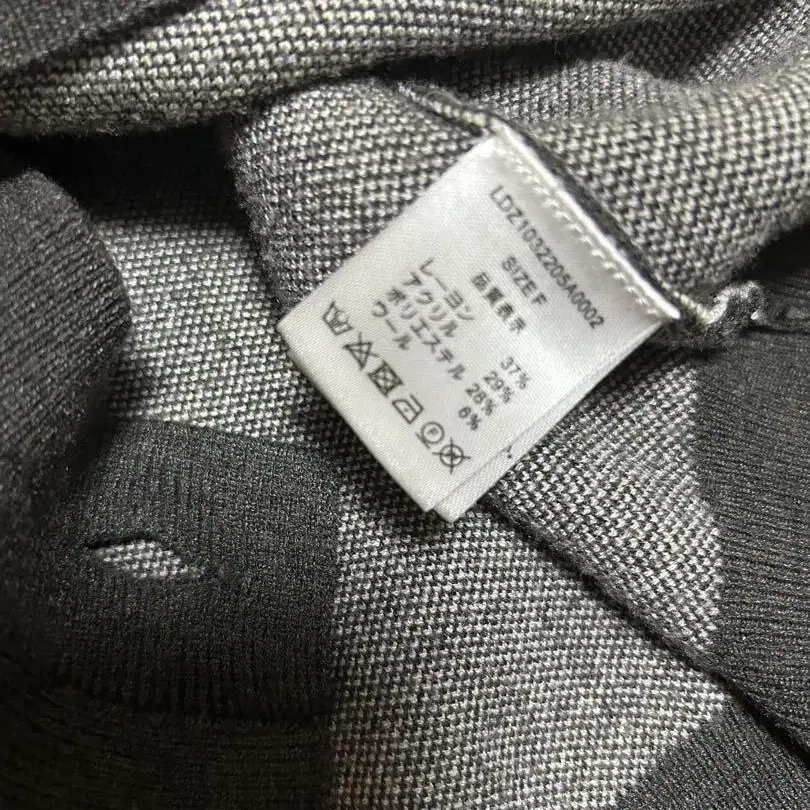 LDZ1032205A0002
SIZE F
品質表示
レーヨン 37%
アクリル 29%
ポリエステル 28%
ウール 6%